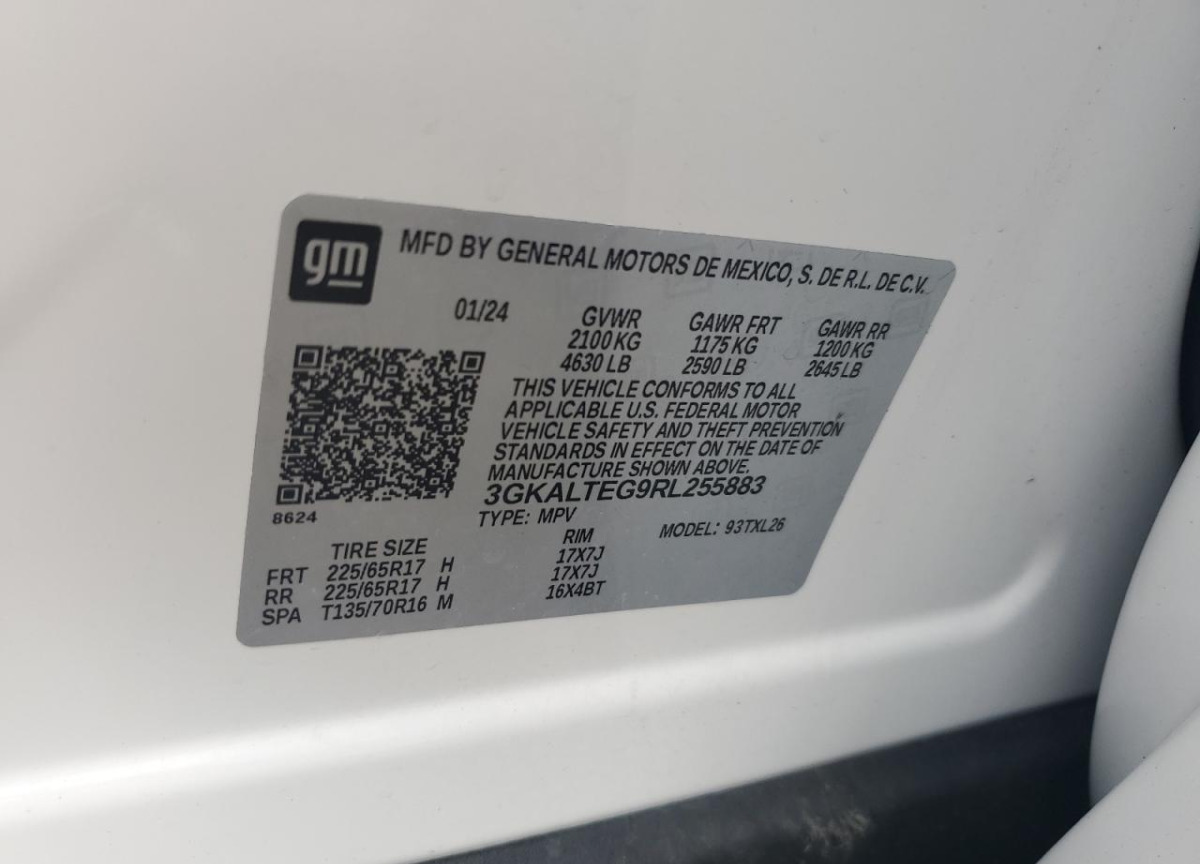 gm
MFD BY GENERAL MOTORS DE MEXICO, S. DE R.L. DE C.V.
01/24 GVWR GAWR FRT GAWR RR
2100 KG 1175 KG 1200 KG
4630 LB 2590 LB 2645 LB
THIS VEHICLE CONFORMS TO ALL
APPLICABLE U.S. FEDERAL MOTOR
VEHICLE SAFETY AND THEFT PREVENTION
STANDARDS IN EFFECT ON THE DATE OF
MANUFACTURE SHOWN ABOVE.
3GKALTEG9RL255883
8624
TYPE: MPV MODEL: 93TXL26
TIRE SIZE RIM
FRT 225/65R17 H 17X7J
RR 225/65R17 H 17X7J
SPA T135/70R16 M 16X4BT